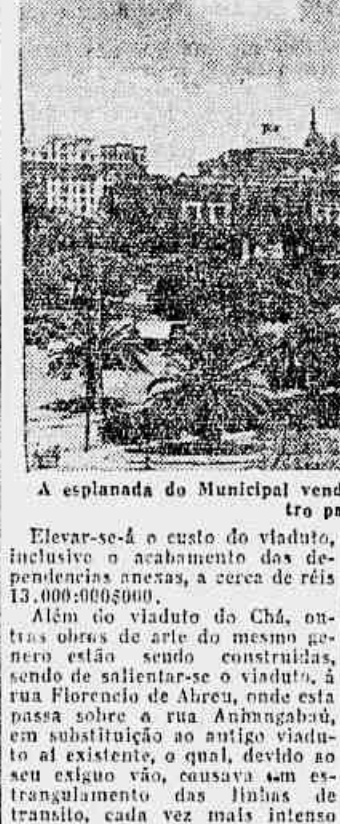 A esplanada do Municipal vend
tro pa
Elevar-se-á o custo do viaduto,
inclusive o acabamento das de-
pendencias anexas, a cerca de réis
13.000:000$000.
Além do viaduto do Chá, ou-
tras obras de arte do mesmo ge-
nero estão sendo construidas,
sendo de salientar-se o viaduto, á
rua Florencio de Abreu, onde esta
passa sobre a rua Anhangabaú,
em substituição ao antigo viadu-
to aí existente, o qual, devido ao
seu exiguo vão, causava um es-
trangulamento das linhas de
transito, cada vez mais intenso